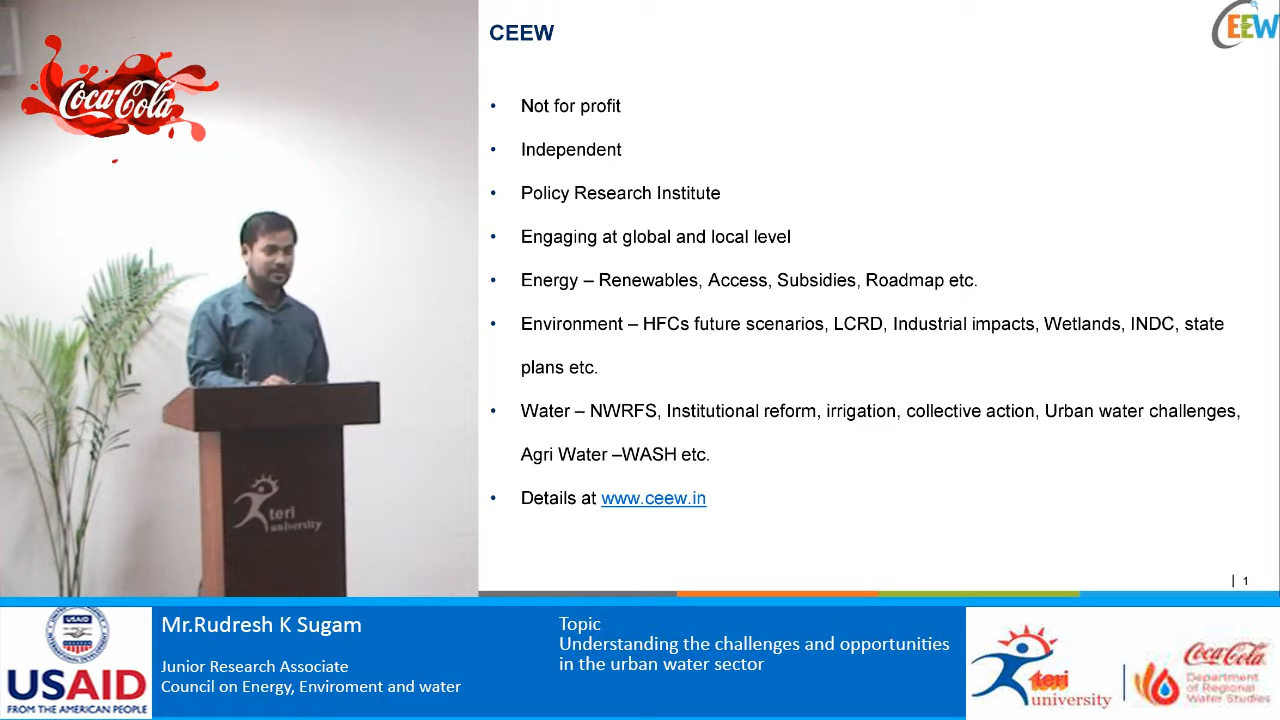 Coca-Cola
CEEW
CEEW
• Not for profit
• Independent
• Policy Research Institute
• Engaging at global and local level
• Energy – Renewables, Access, Subsidies, Roadmap etc.
• Environment – HFCs future scenarios, LCRD, Industrial impacts, Wetlands, INDC, state
plans etc.
• Water – NWRFS, Institutional reform, irrigation, collective action, Urban water challenges,
Agri Water –WASH etc.
• Details at www.ceew.in
| 1
teri
university
USAID
USAID
FROM THE AMERICAN PEOPLE
Mr.Rudresh K Sugam
Junior Research Associate
Council on Energy, Enviroment and water
Topic
Understanding the challenges and opportunities
in the urban water sector
teri
university
Coca-Cola
Department
of Regional
Water Studies